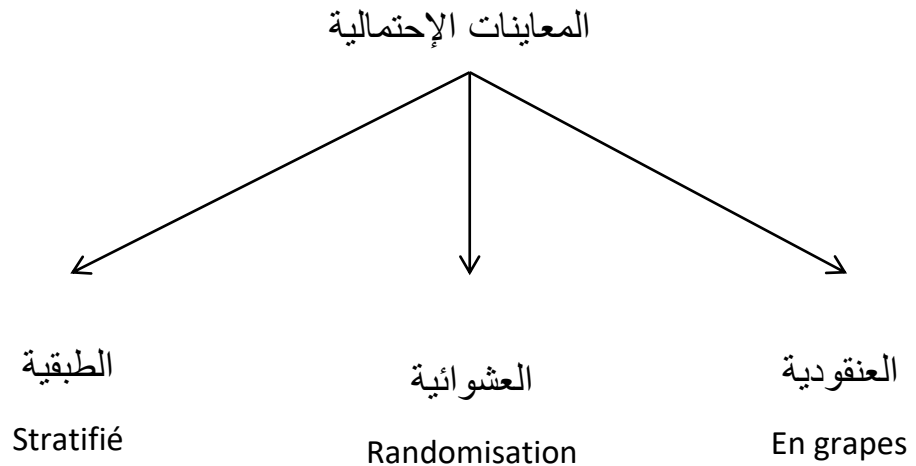 المعاينات الإحتمالية
العنقودية
العشوائية
الطبقية
En grapes
Randomisation
Stratifié